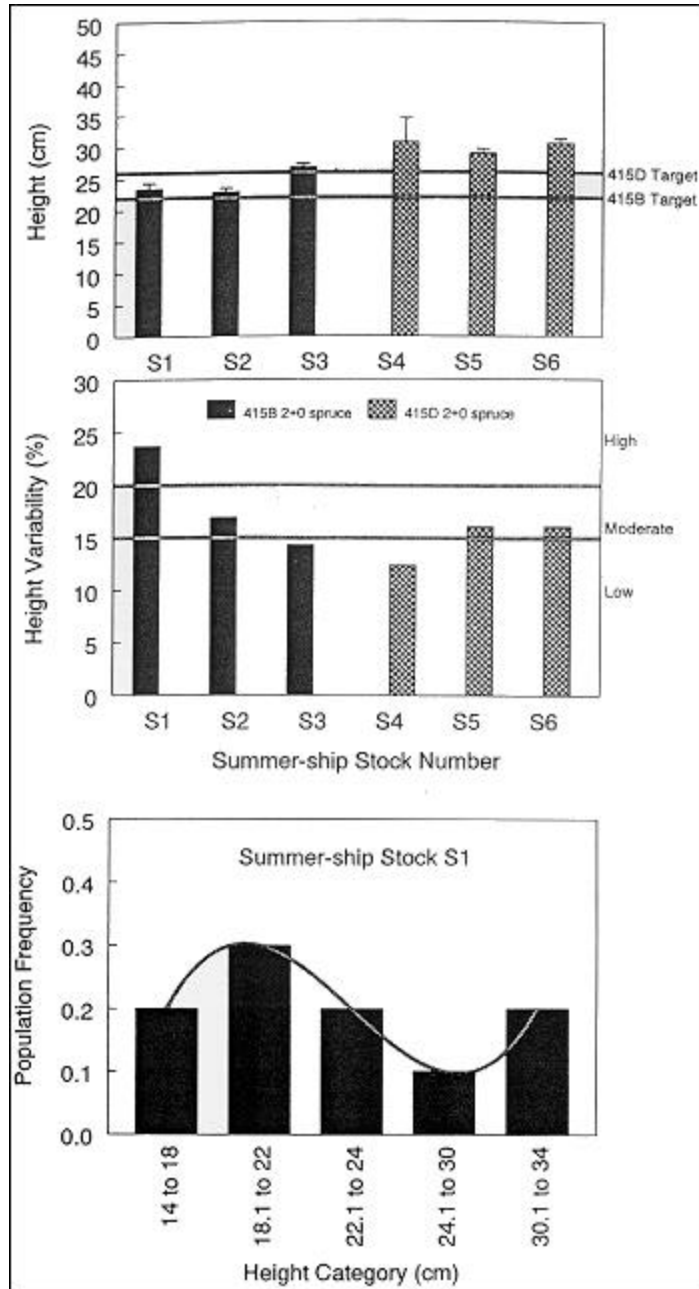 50
45
40
35
30
25
20
15
10
5
0
Height (cm)
415D Target
415B Target
S1 S2 S3 S4 S5 S6
30
25
20
15
10
5
0
Height Variability (%)
415B 2+0 spruce 415D 2+0 spruce
High
Moderate
Low
S1 S2 S3 S4 S5 S6
Summer-ship Stock Number
0.5
0.4
0.3
0.2
0.1
0.0
Population Frequency
Summer-ship Stock S1
14 to 18
18.1 to 22
22.1 to 24
24.1 to 30
30.1 to 34
Height Category (cm)